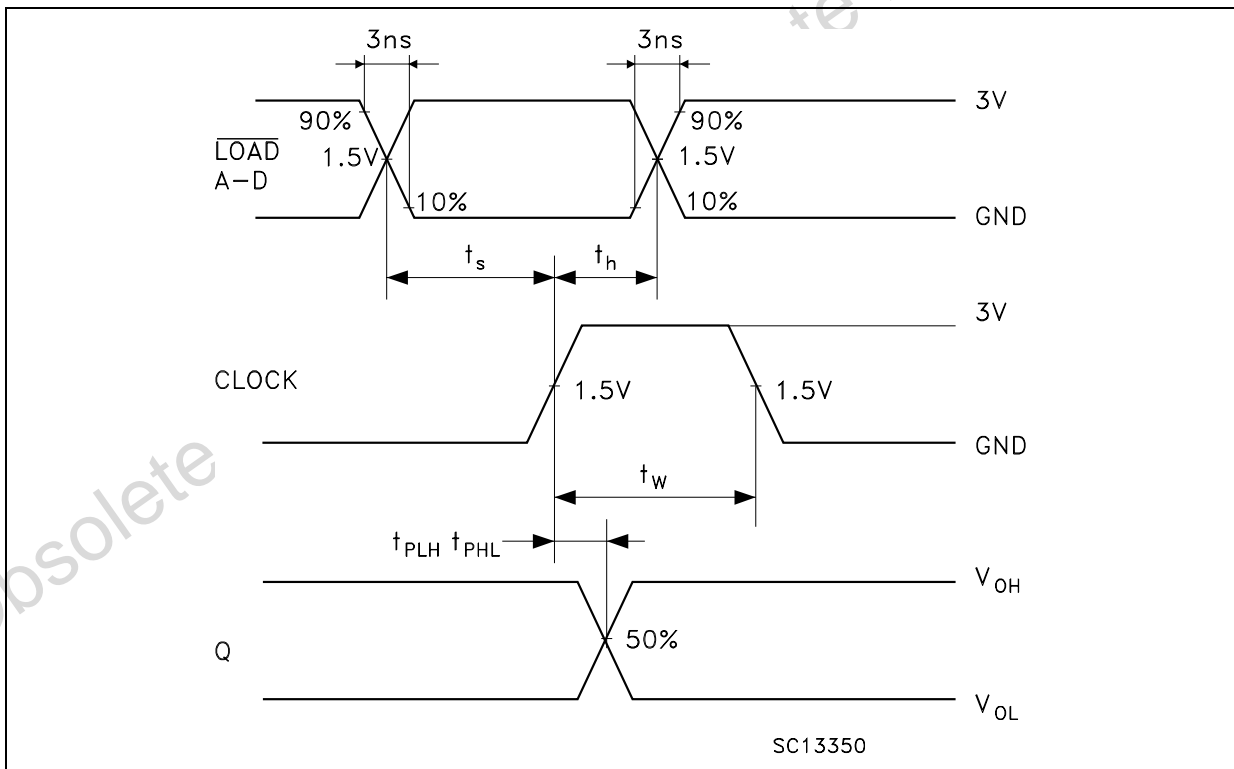 3ns 3ns
3V
90% 90%
LOAD 1.5V 1.5V
A-D
10% 10%
GND
ts th
3V
CLOCK 1.5V 1.5V
GND
tW
tPLH tPHL
VOH
Q 50%
VOL
SC13350
obsolete